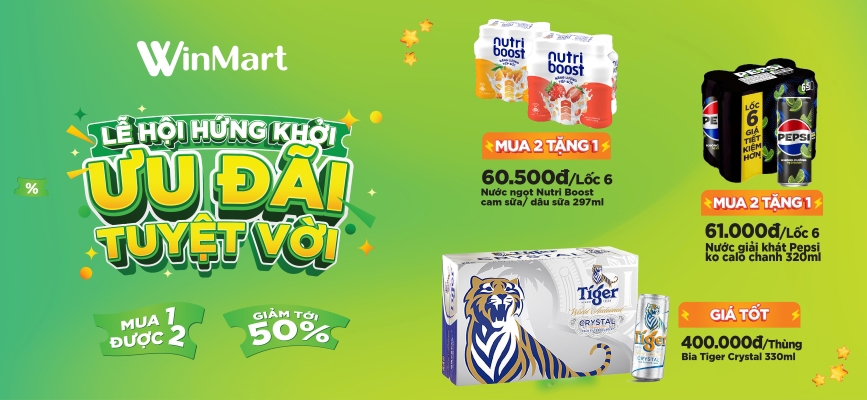 WinMart
LỄ HỘI HỨNG KHỞI
ƯU ĐÃI
TUYỆT VỜI
MUA 1
ĐƯỢC 2
GIẢM TỚI
50%
%
nutri
boost
nutri
boost
MUA 2 TẶNG 1
60.500đ/Lốc 6
Nước ngọt Nutri Boost
cam sữa/ dâu sữa 297ml
PEPSI
LỐC
6
GIÁ
TIẾT
KIỆM
HƠN
PEPSI
MUA 2 TẶNG 1
61.000đ/Lốc 6
Nước giải khát Pepsi
ko calo chanh 320ml
Tiger
CRYSTAL
Tiger
CRYSTAL
GIÁ TỐT
400.000đ/Thùng
Bia Tiger Crystal 330ml